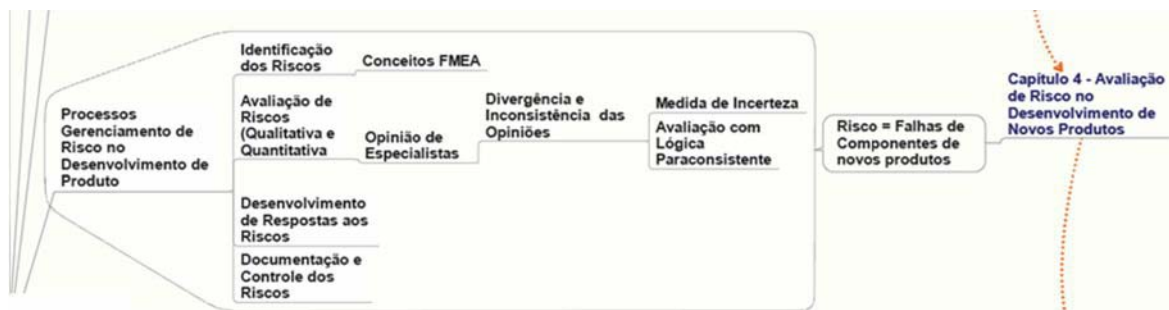 Processos
Gerenciamento de
Risco no
Desenvolvimento de
Produto
Identificação
dos Riscos
Conceitos FMEA
Avaliação de
Riscos
(Qualitativa e
Quantitativa
Opinião de
Especialistas
Divergência e
Inconsistência das
Opiniões
Medida de Incerteza
Avaliação com
Lógica
Paraconsistente
Desenvolvimento
de Respostas aos
Riscos
Documentação e
Controle dos
Riscos
Risco = Falhas de
Componentes de
novos produtos
Capítulo 4 - Avaliação
de Risco no
Desenvolvimento de
Novos Produtos